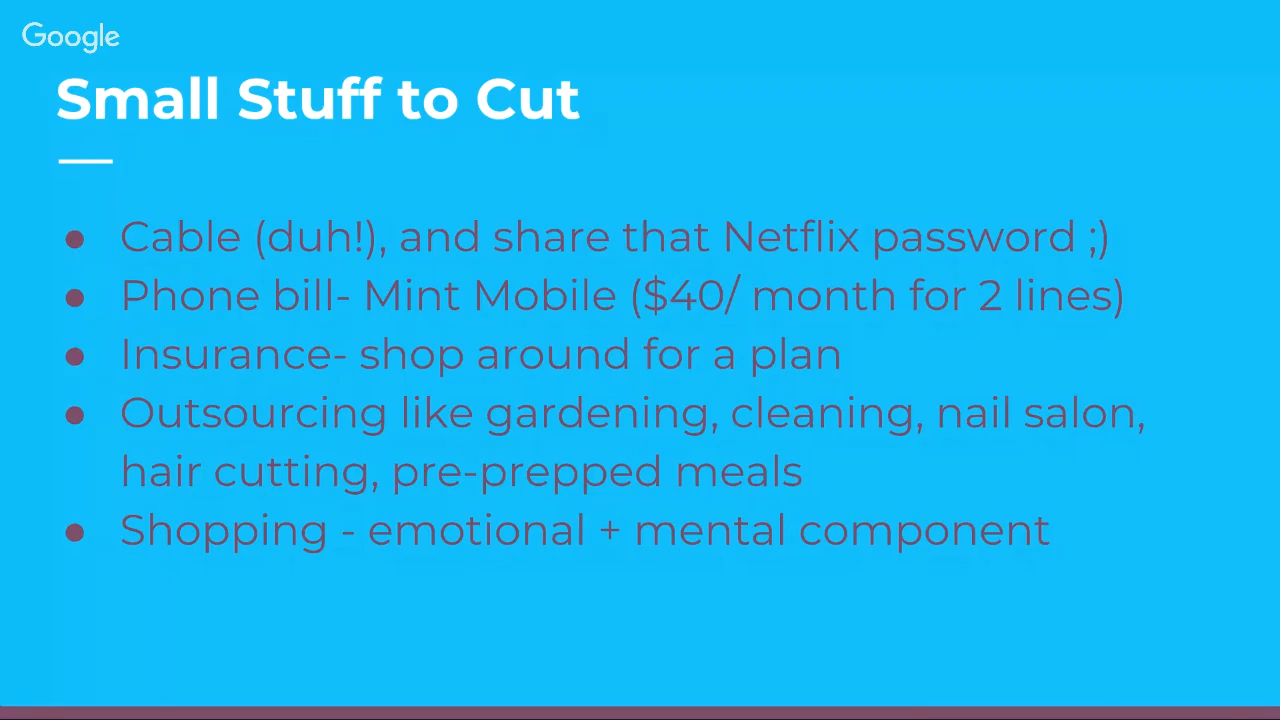 Google
Small Stuff to Cut
● Cable (duh!), and share that Netflix password ;)
● Phone bill- Mint Mobile ($40/ month for 2 lines)
● Insurance- shop around for a plan
● Outsourcing like gardening, cleaning, nail salon,
hair cutting, pre-prepped meals
● Shopping - emotional + mental component